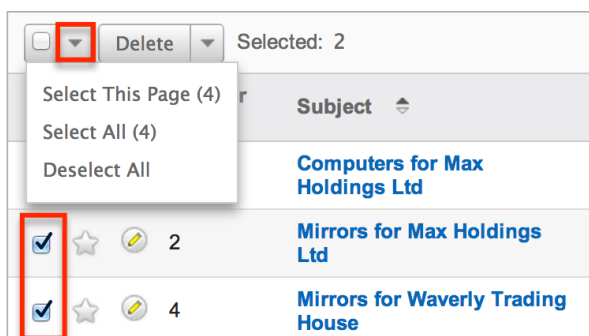 Delete
Selected: 2
Select This Page (4)
Select All (4)
Deselect All
r
Subject
Computers for Max
Holdings Ltd
2
Mirrors for Max Holdings
Ltd
4
Mirrors for Waverly Trading
House